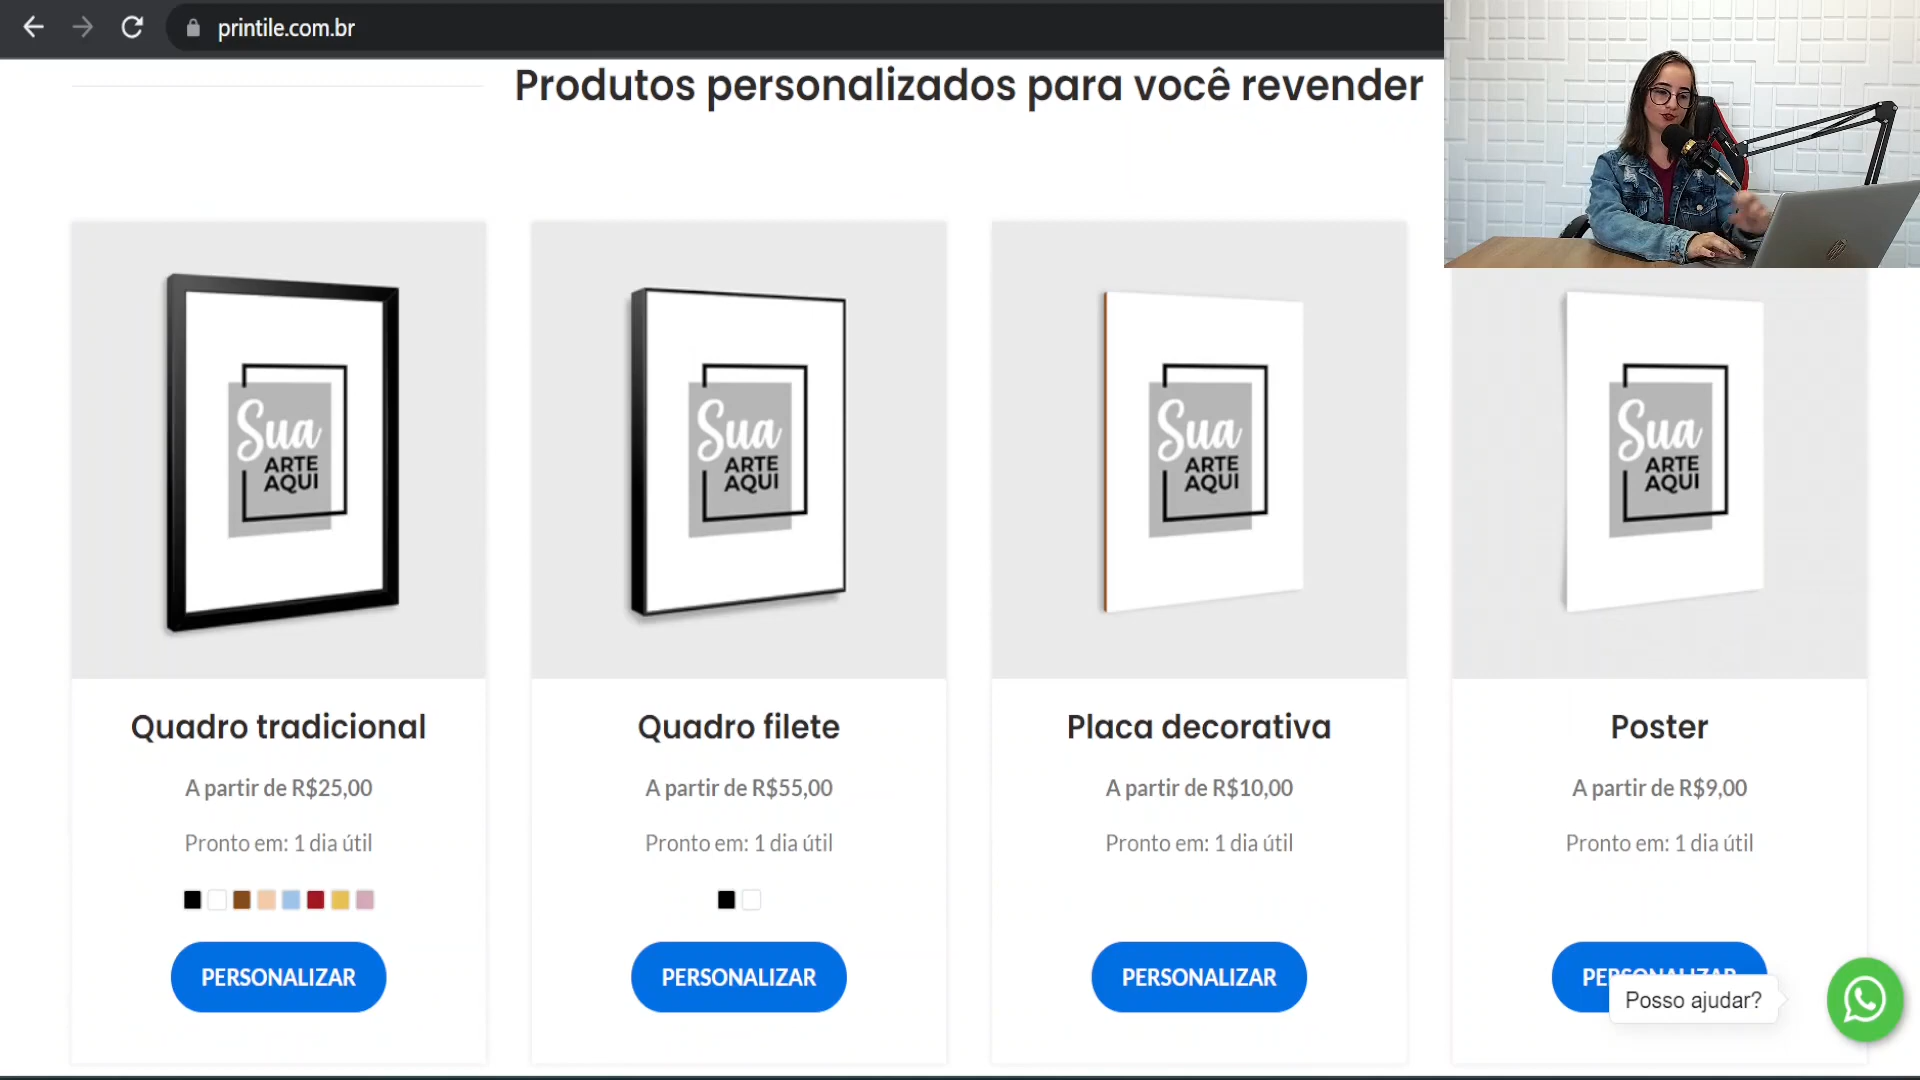 printile.com.br
Produtos personalizados para você revender
Sua
ARTE
AQUI
Sua
ARTE
AQUI
Sua
ARTE
AQUI
Sua
ARTE
AQUI
Quadro tradicional
A partir de R$25,00
Pronto em: 1 dia útil
PERSONALIZAR
Quadro filete
A partir de R$55,00
Pronto em: 1 dia útil
PERSONALIZAR
Placa decorativa
A partir de R$10,00
Pronto em: 1 dia útil
PERSONALIZAR
Poster
A partir de R$9,00
Pronto em: 1 dia útil
PERSONALIZAR
Posso ajudar?